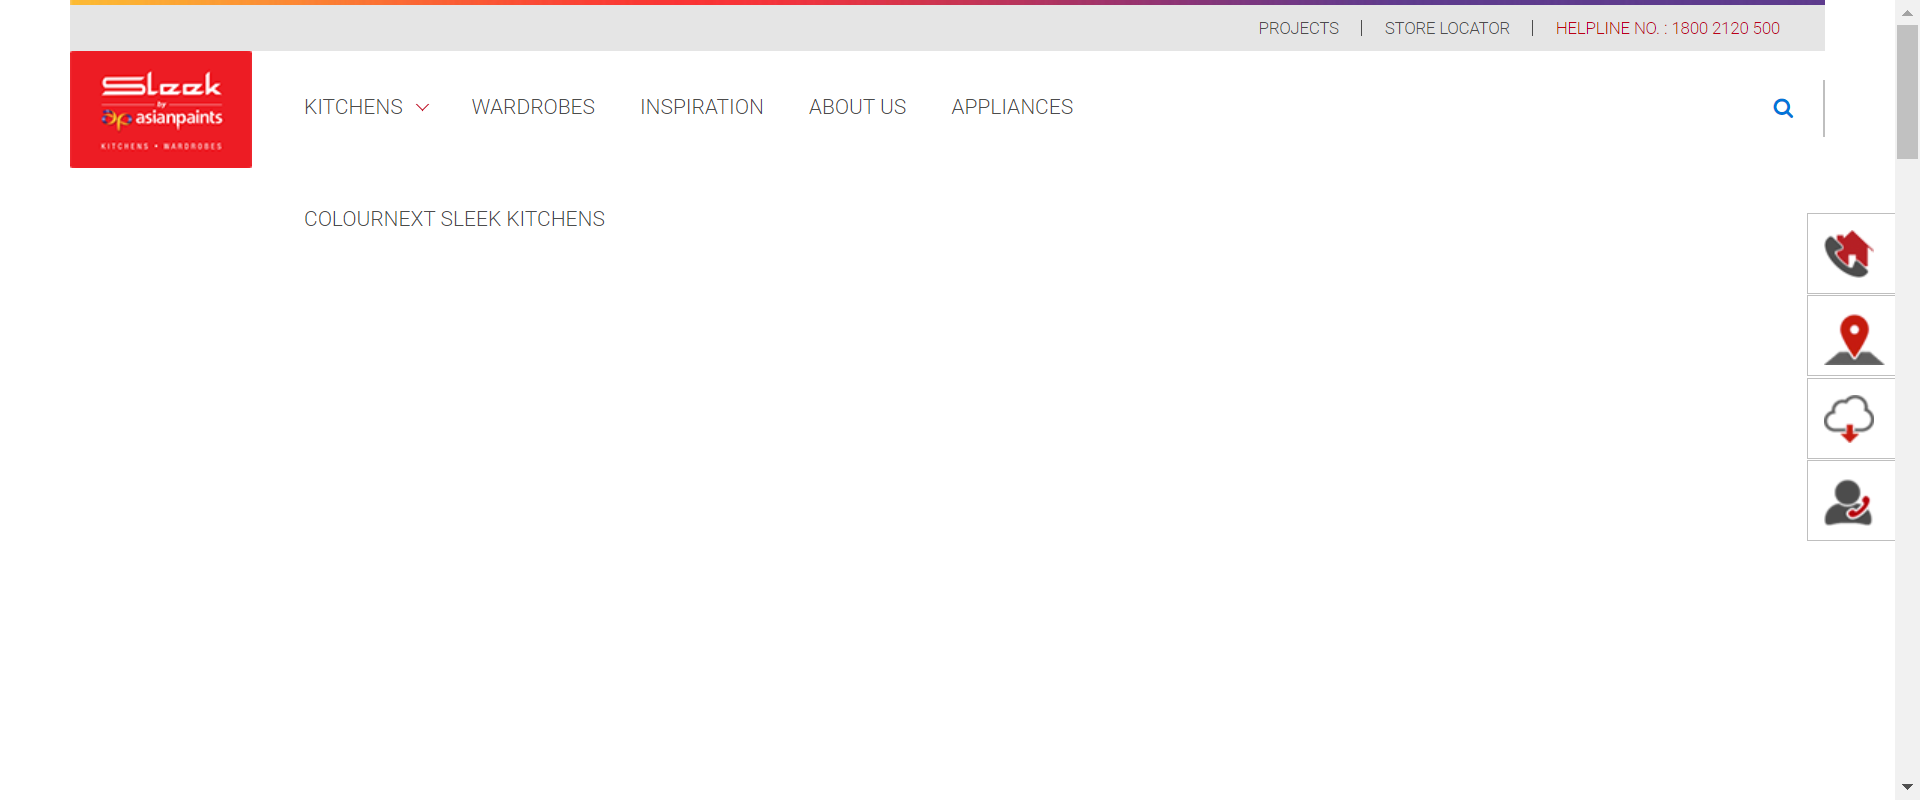 PROJECTS | STORE LOCATOR | HELPLINE NO. : 1800 2120 500
Sleek
by
asianpaints
KITCHENS • WARDROBES
KITCHENS WARDROBES INSPIRATION ABOUT US APPLIANCES
COLOURNEXT SLEEK KITCHENS